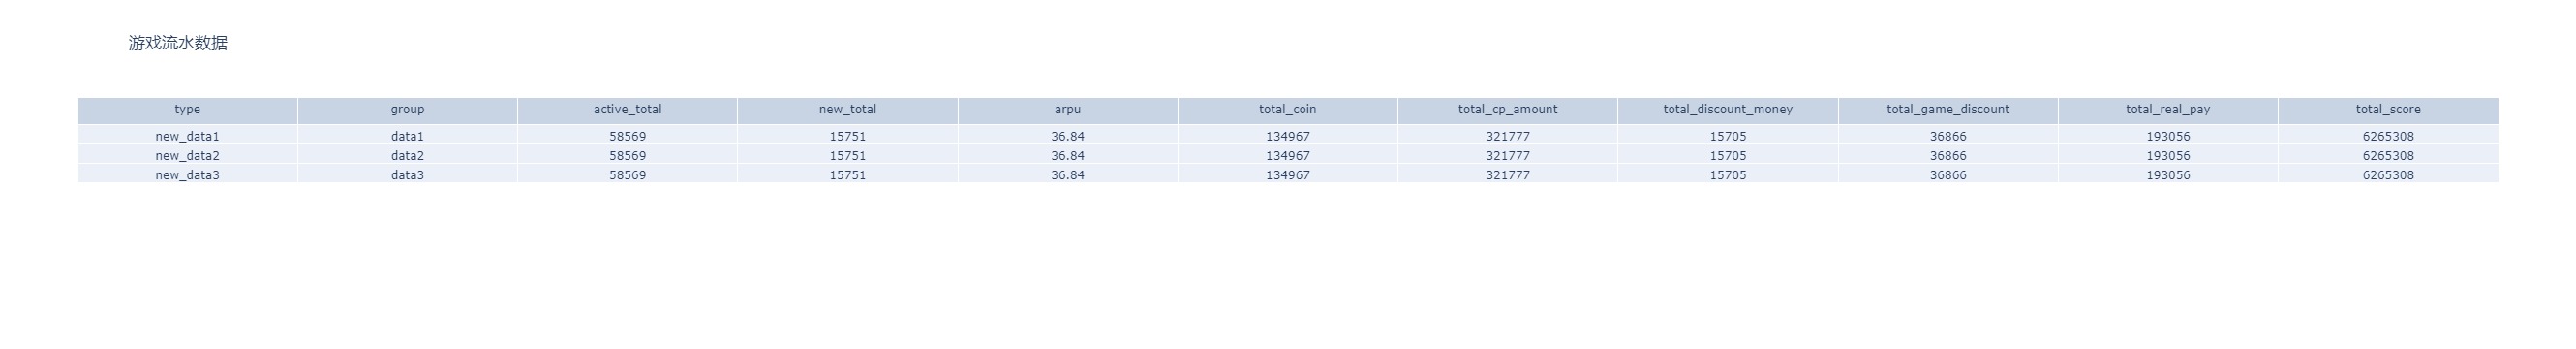 游戏流水数据
type group active_total new_total arpu total_coin total_cp_amount total_discount_money total_game_discount total_real_pay total_score
new_data1 data1 58569 15751 36.84 134967 321777 15705 36866 193056 6265308
new_data2 data2 58569 15751 36.84 134967 321777 15705 36866 193056 6265308
new_data3 data3 58569 15751 36.84 134967 321777 15705 36866 193056 6265308